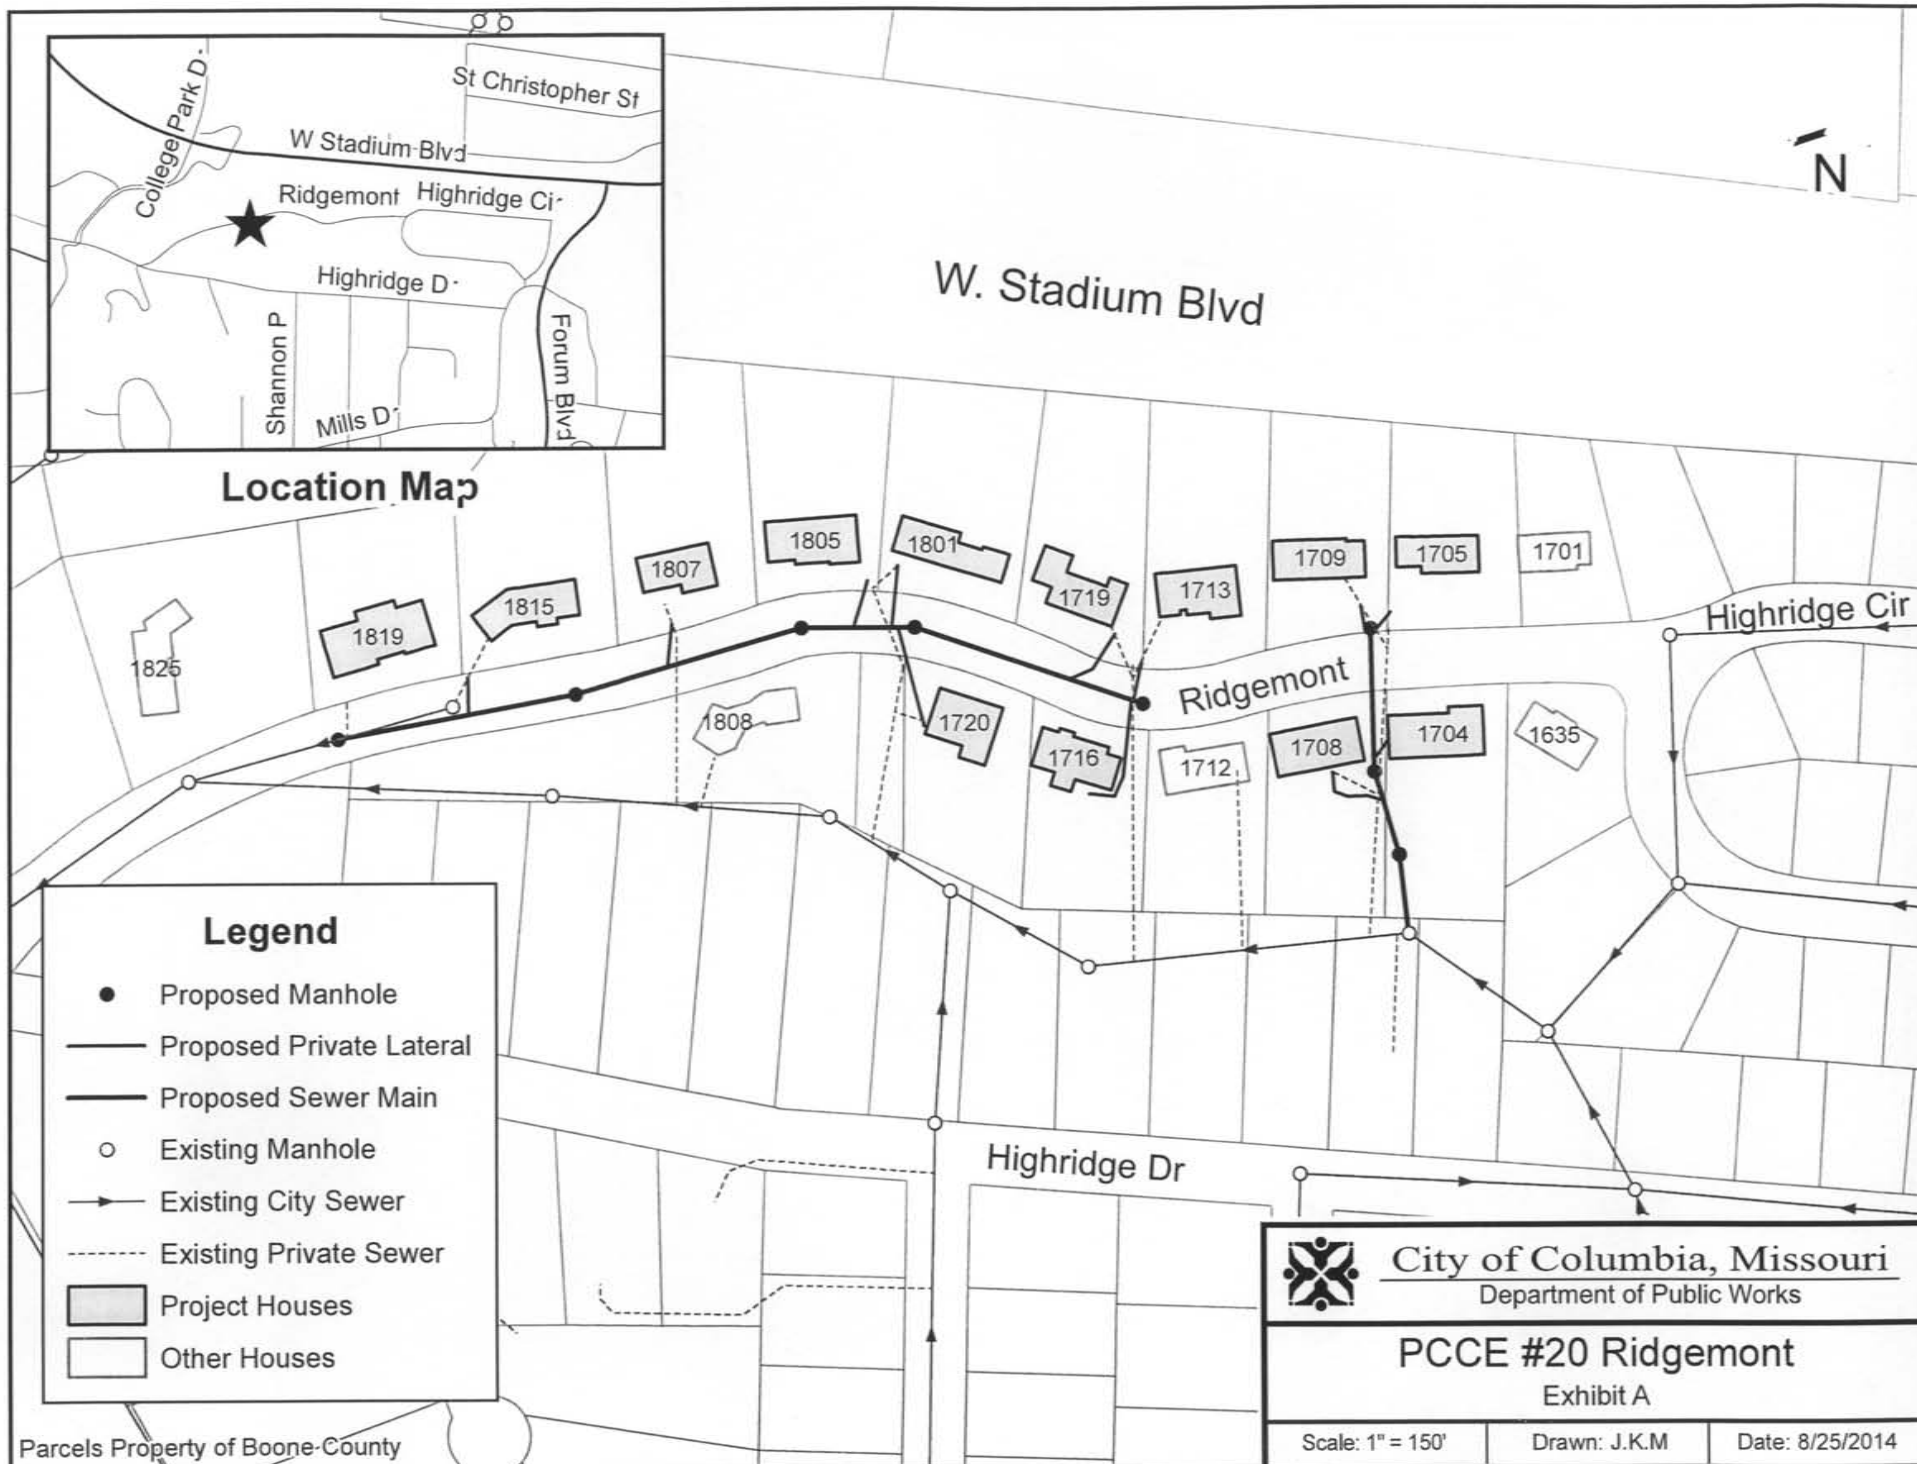 College Park D
St Christopher St
W Stadium Blvd
Ridgemont
Highridge Ci
Highridge D
Shannon P
Forum Blvd
Mills D
Location Map
N
W. Stadium Blvd
1805
1801
1709
1705
1701
1807
1815
1719
1713
1819
1825
Highridge Cir
Ridgemont
1808
1720
1716
1712
1708
1704
1635
Legend
Proposed Manhole
Proposed Private Lateral
Proposed Sewer Main
Existing Manhole
Existing City Sewer
Existing Private Sewer
Project Houses
Other Houses
Highridge Dr
City of Columbia, Missouri
Department of Public Works
PCCE #20 Ridgemont
Exhibit A
Scale: 1" = 150'
Drawn: J.K.M
Date: 8/25/2014
Parcels Property of Boone County